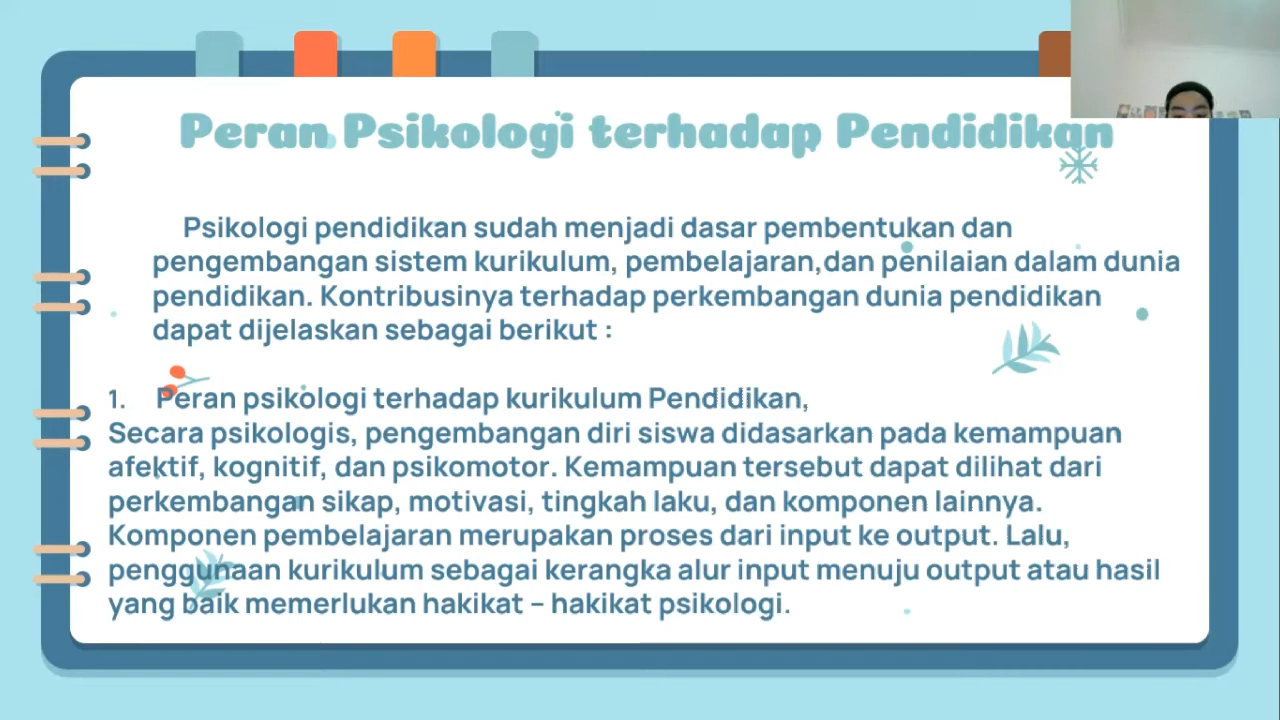 Peran Psikologi terhadap Pendidikan
Psikologi pendidikan sudah menjadi dasar pembentukan dan
pengembangan sistem kurikulum, pembelajaran,dan penilaian dalam dunia
pendidikan. Kontribusinya terhadap perkembangan dunia pendidikan
dapat dijelaskan sebagai berikut :
1. Peran psikologi terhadap kurikulum Pendidikan,
Secara psikologis, pengembangan diri siswa didasarkan pada kemampuan
afektif, kognitif, dan psikomotor. Kemampuan tersebut dapat dilihat dari
perkembangan sikap, motivasi, tingkah laku, dan komponen lainnya.
Komponen pembelajaran merupakan proses dari input ke output. Lalu,
penggunaan kurikulum sebagai kerangka alur input menuju output atau hasil
yang baik memerlukan hakikat – hakikat psikologi.